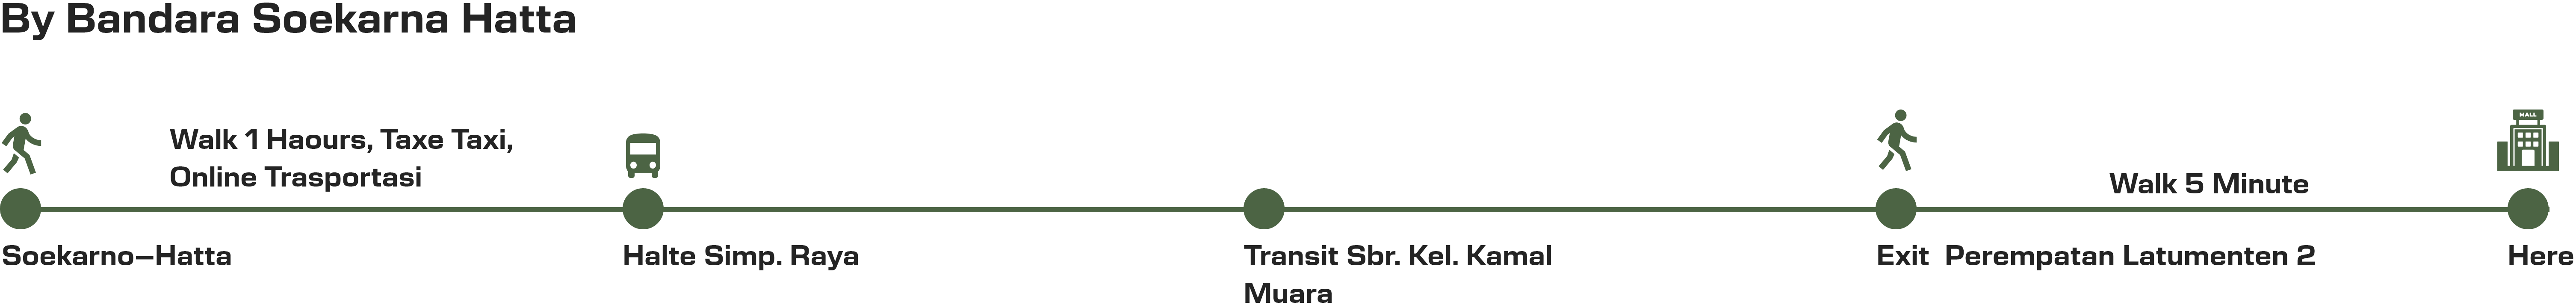 By Bandara Soekarna Hatta
Walk 1 Haours, Taxe Taxi,
Online Trasportasi
Walk 5 Minute
MALL
Soekarno–Hatta
Halte Simp. Raya
Transit Sbr. Kel. Kamal
Muara
Exit  Perempatan Latumenten 2
Here